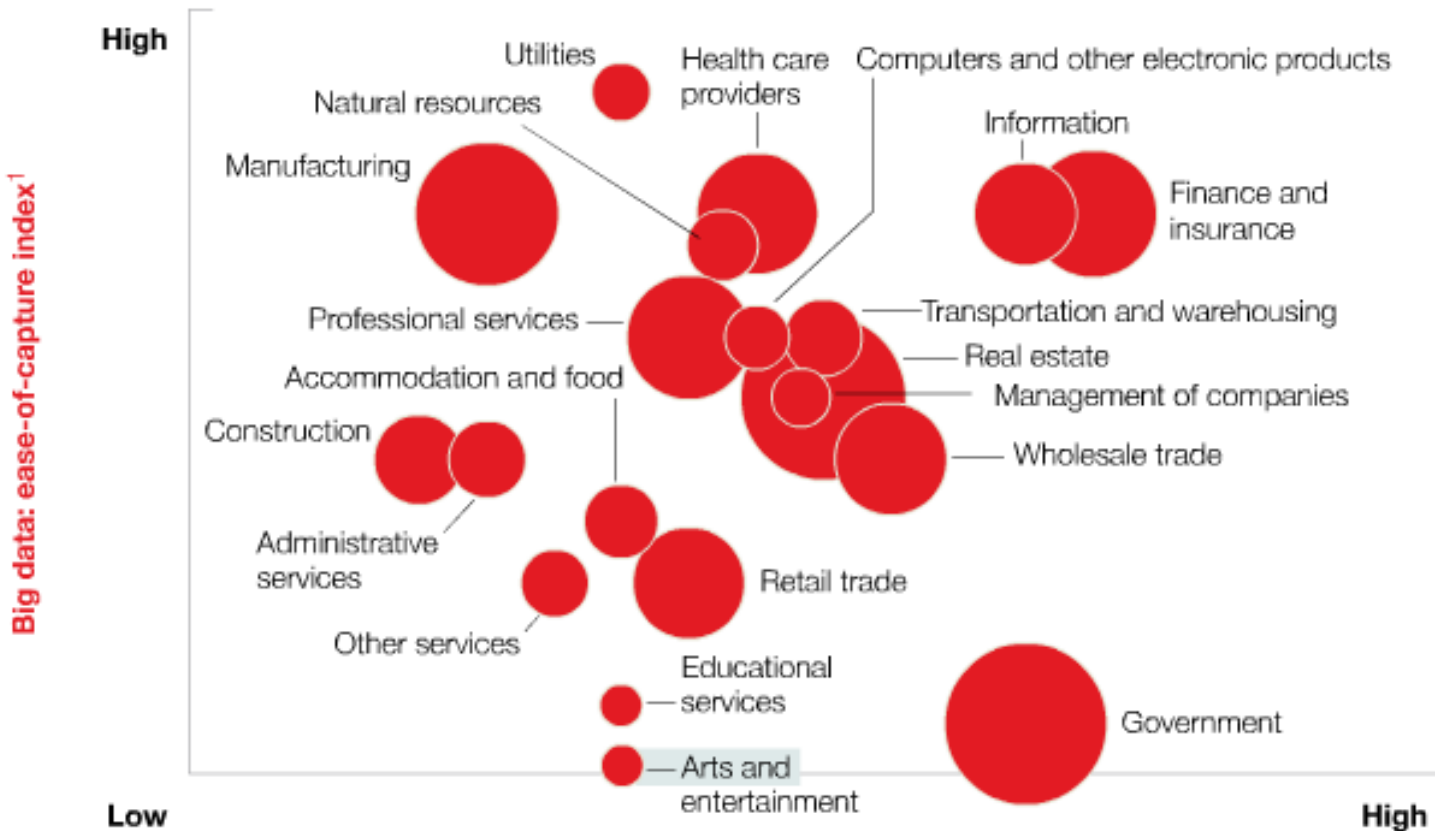 High
Utilities
Health care
providers
Computers and other electronic products
Natural resources
Information
Manufacturing
Finance and
insurance
Big data: ease-of-capture index¹
Professional services
Transportation and warehousing
Real estate
Accommodation and food
Management of companies
Construction
Wholesale trade
Administrative
services
Retail trade
Other services
Educational
services
Government
Arts and
entertainment
Low
High